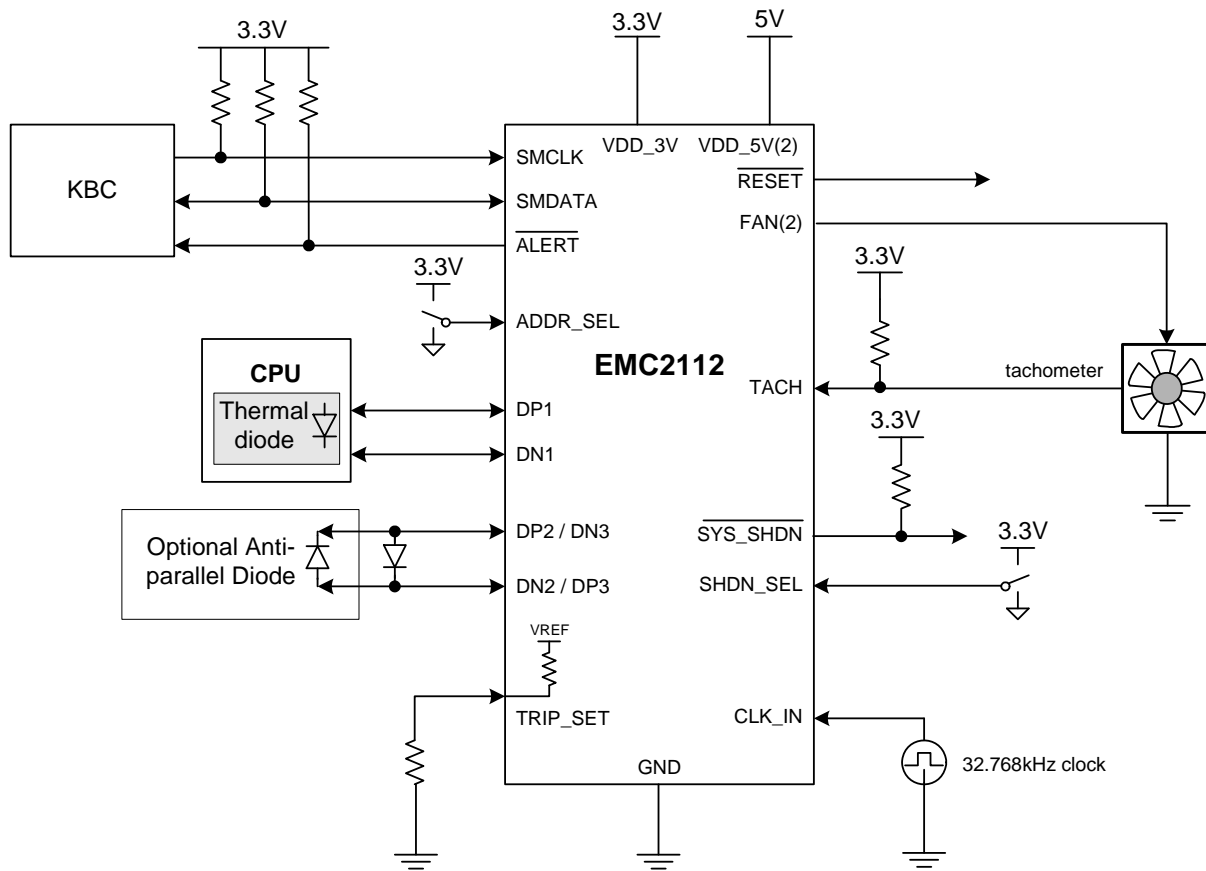 3.3V
3.3V
5V
KBC
SMCLK
SMDATA
ALERT
VDD_3V
VDD_5V(2)
RESET
FAN(2)
3.3V
ADDR_SEL
3.3V
EMC2112
CPU
Thermal
diode
DP1
DN1
TACH
tachometer
3.3V
Optional Anti-
parallel Diode
DP2 / DN3
DN2 / DP3
SYS_SHDN
SHDN_SEL
3.3V
VREF
TRIP_SET
CLK_IN
32.768kHz clock
GND